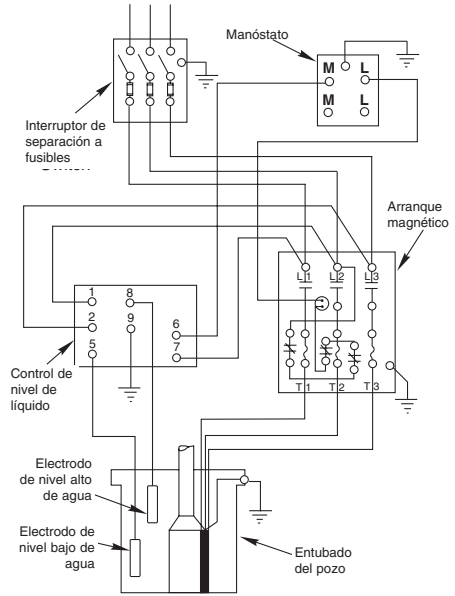 Manóstato
M
L
M
L
Interruptor de
separación a
fusibles
Arranque
magnético
L1
L2
L3
1
8
2
9
6
5
7
Control de
nivel de
líquido
T1
T2
T3
Electrodo
de nivel alto
de agua
Electrodo de
nivel bajo de
agua
Entubado
del pozo